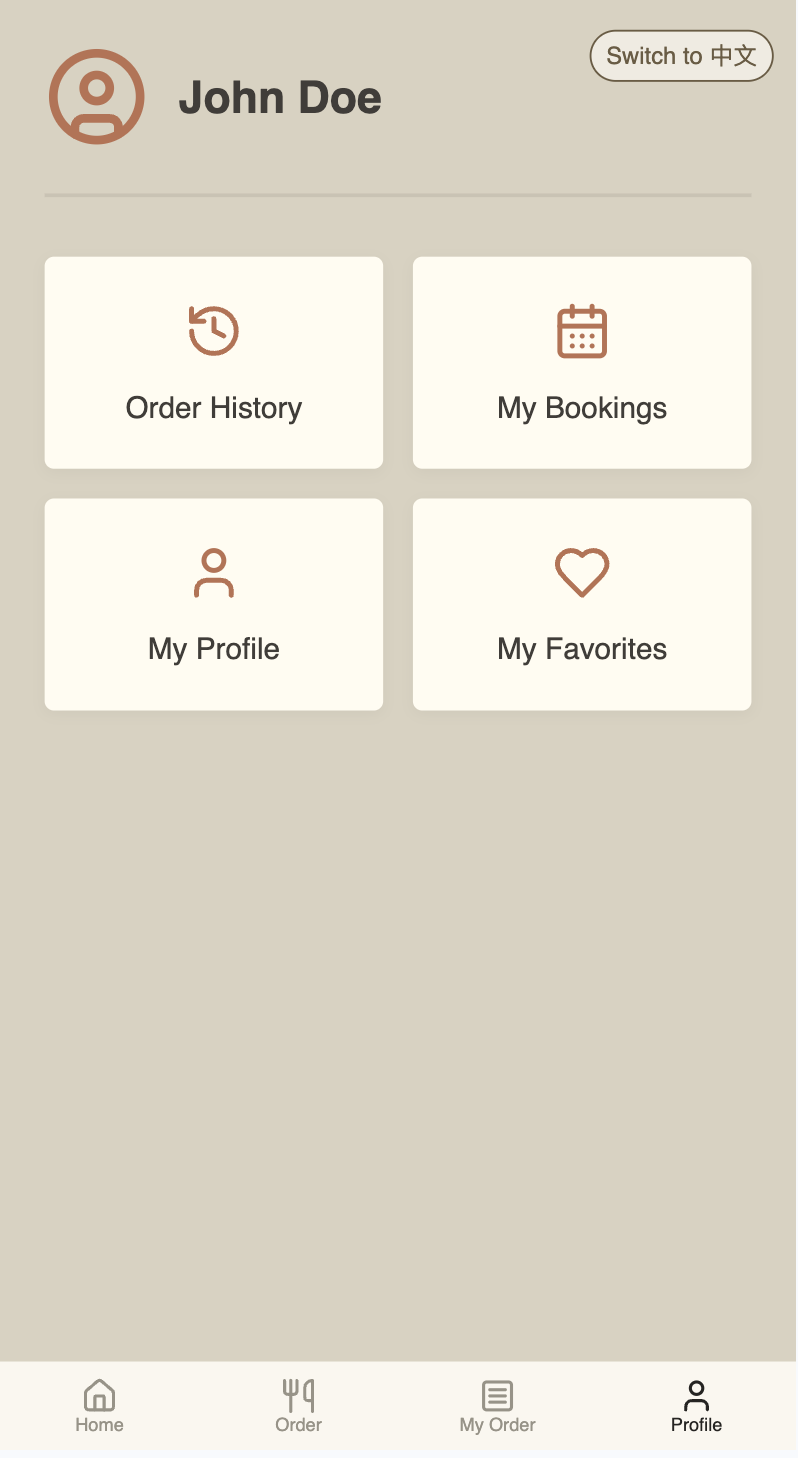 Switch to 中文
John Doe
Order History
My Bookings
My Profile
My Favorites
Home
Order
My Order
Profile